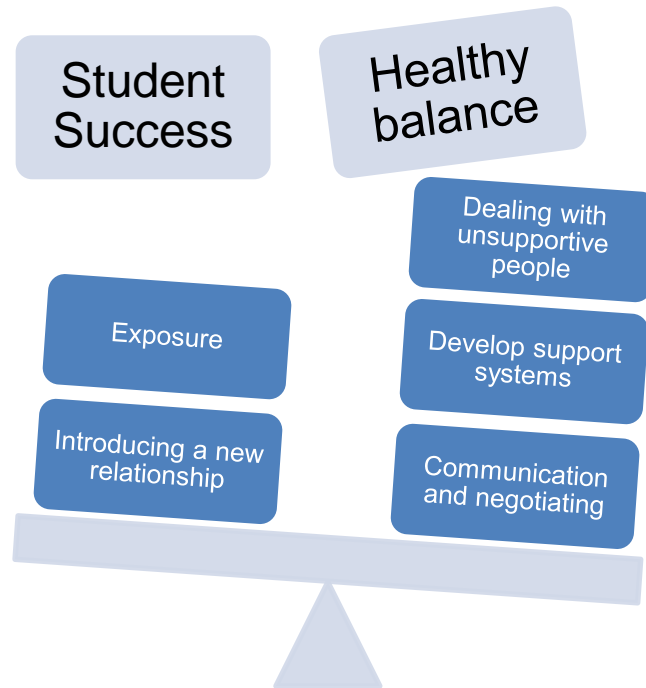 Student
Success
Healthy
balance
Dealing with
unsupportive
people
Exposure
Develop support
systems
Introducing a new
relationship
Communication
and negotiating